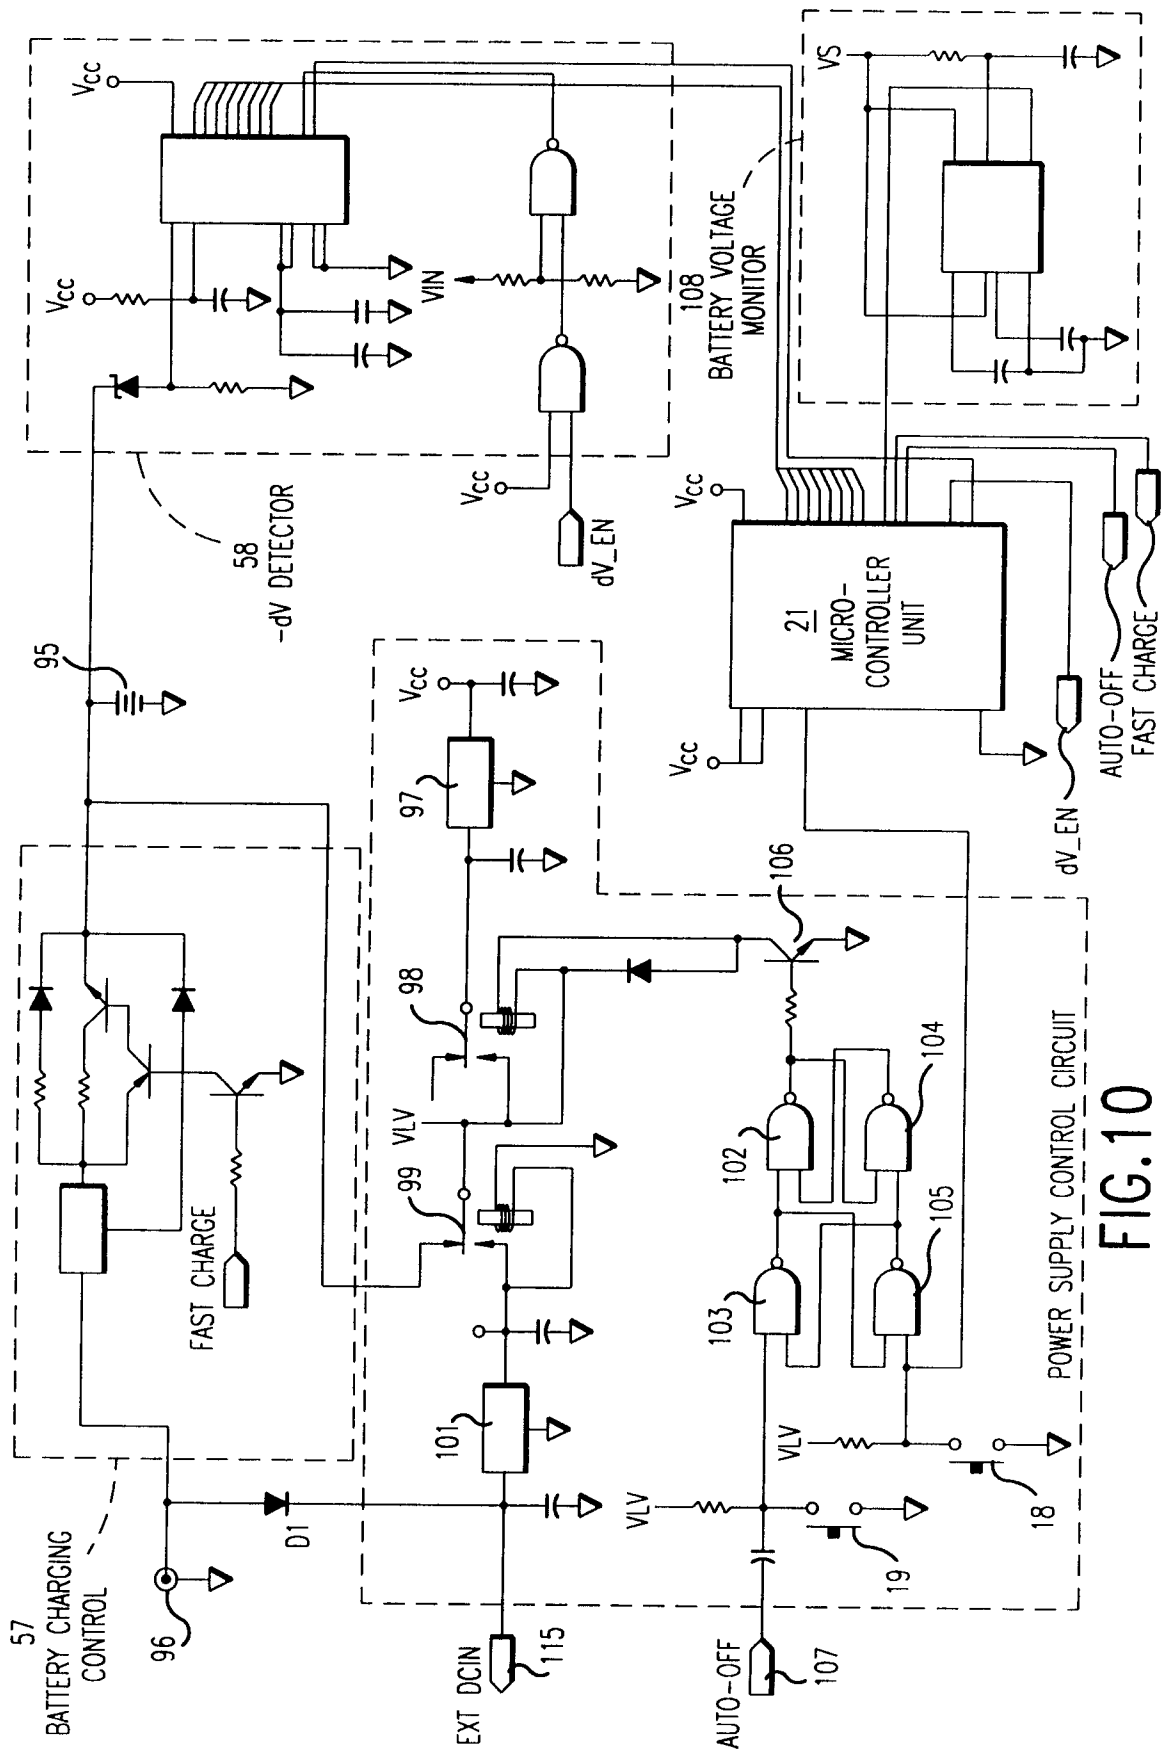 57
BATTERY CHARGING
CONTROL
96
D1
FAST CHARGE
95
58
-dV DETECTOR
Vcc
Vcc
VIN
Vcc
dV_EN
EXT DCIN
115
101
99
VLV
98
97
Vcc
AUTO-OFF
107
VLV
19
VLV
18
103
102
105
104
106
POWER SUPPLY CONTROL CIRCUIT
Vcc
Vcc
21
MICRO-
CONTROLLER
UNIT
dV_EN
AUTO-OFF
FAST CHARGE
108
BATTERY VOLTAGE
MONITOR
VS
FIG.10